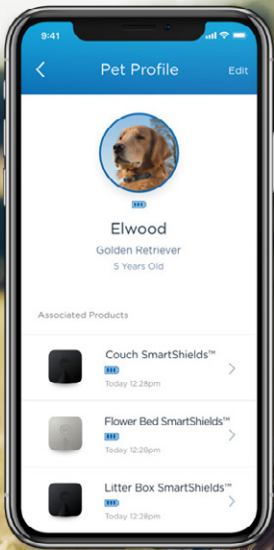 9:41
Pet Profile
Edit
Elwood
Golden Retriever
5 Years Old
Associated Products
Couch SmartShields™
Today 12:28pm
Flower Bed SmartShields™
Today 12:20pm
Litter Box SmartShields™
Today 12:28pm